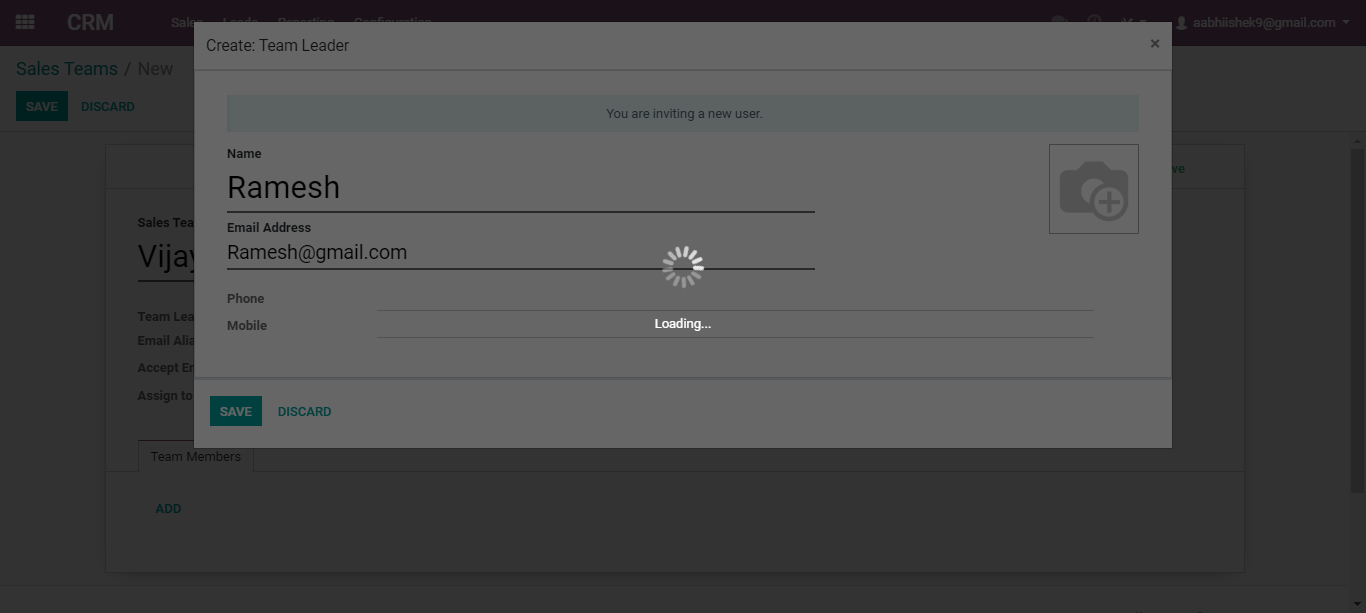 CRM Sales Leads Reporting Configuration aabhiishek9@gmail.com
Create: Team Leader ×
Sales Teams / New
SAVE DISCARD
You are inviting a new user.
Name
Ramesh
Email Address
Ramesh@gmail.com
Phone
Mobile
Loading...
SAVE DISCARD
Sales Tea
Vijay
Team Lea
Email Alia
Accept Em
Assign to
Team Members
ADD